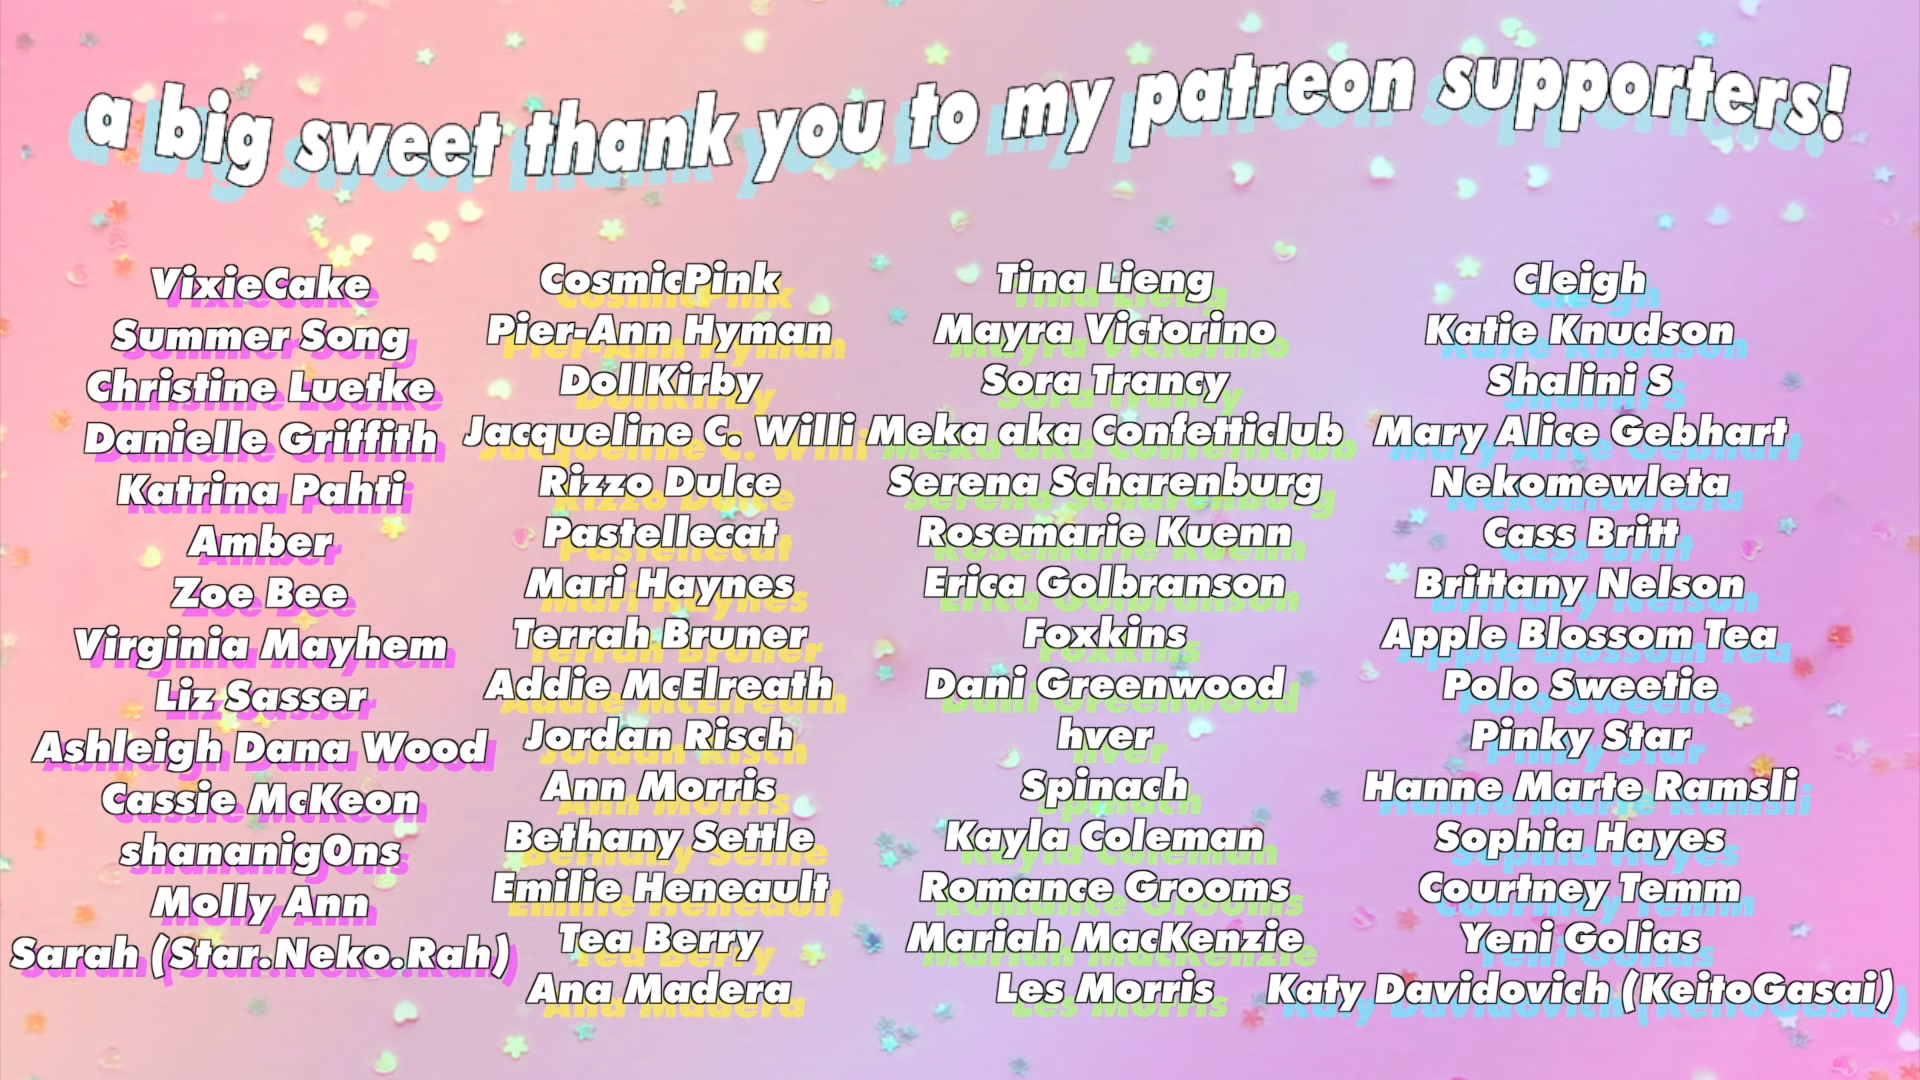 a big sweet thank you to my patreon supporters!
VixieCake
Summer Song
Christine Luetke
Danielle Griffith
Katrina Pahti
Amber
Zoe Bee
Virginia Mayhem
Liz Sasser
Ashleigh Dana Wood
Cassie McKeon
shananig0ns
Molly Ann
Sarah (Star.Neko.Rah)
CosmicPink
Pier-Ann Hyman
DollKirby
Jacqueline C. Willi
Rizzo Dulce
Pastellecat
Mari Haynes
Terrah Bruner
Addie McElreath
Jordan Risch
Ann Morris
Bethany Settle
Emilie Heneault
Tea Berry
Ana Madera
Tina Lieng
Mayra Victorino
Sora Trancy
Meka aka Confetticlub
Serena Scharenburg
Rosemarie Kuenn
Erica Golbranson
Foxkins
Dani Greenwood
hver
Spinach
Kayla Coleman
Romance Grooms
Mariah MacKenzie
Les Morris
Cleigh
Katie Knudson
Shalini S
Mary Alice Gebhart
Nekomewleta
Cass Britt
Brittany Nelson
Apple Blossom Tea
Polo Sweetie
Pinky Star
Hanne Marte Ramsli
Sophia Hayes
Courtney Temm
Yeni Golias
Katy Davidovich (KeitoGasai)